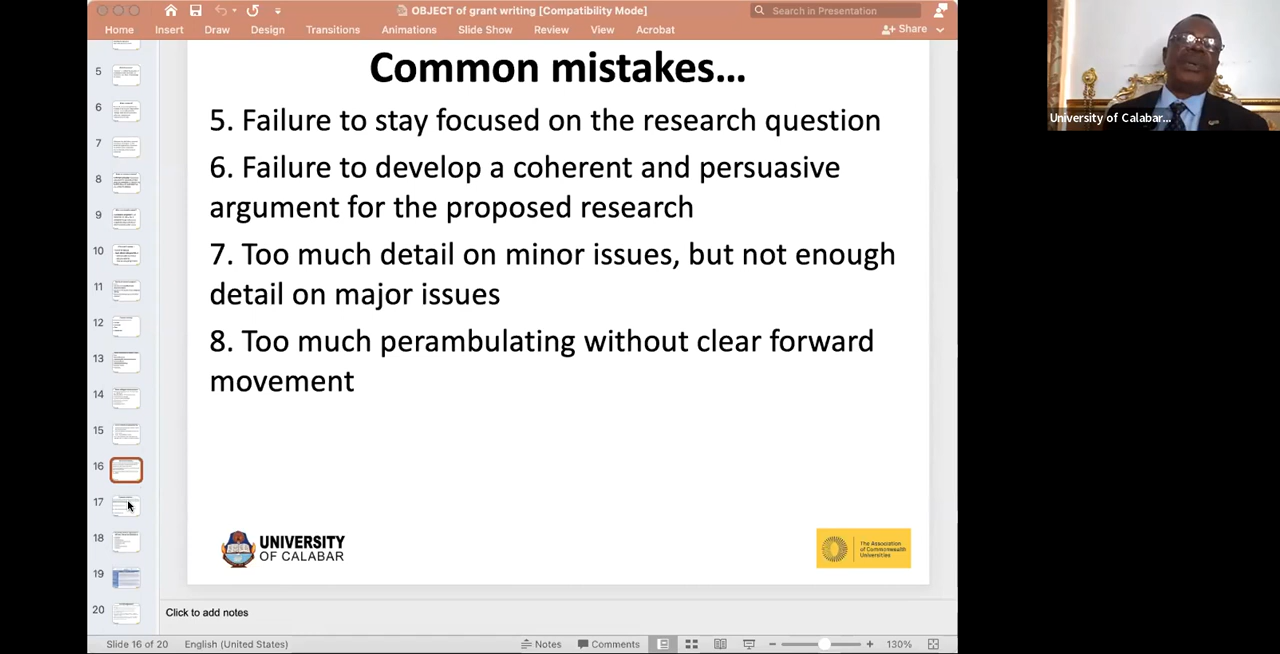 OBJECT of grant writing [Compatibility Mode]
Search in Presentation
Home Insert Draw Design Transitions Animations Slide Show Review View Acrobat
Share
Common mistakes...
5. Failure to stay focused on the research question
6. Failure to develop a coherent and persuasive
argument for the proposed research
7. Too much detail on minor issues, but not enough
detail on major issues
8. Too much perambulating without clear forward
movement
UNIVERSITY
OF CALABAR
The Association
of Commonwealth
Universities
5
6
7
8
9
10
11
12
13
14
15
16
17
18
19
20
Click to add notes
Slide 16 of 20 English (United States) Notes Comments 130%
University of Calabar...